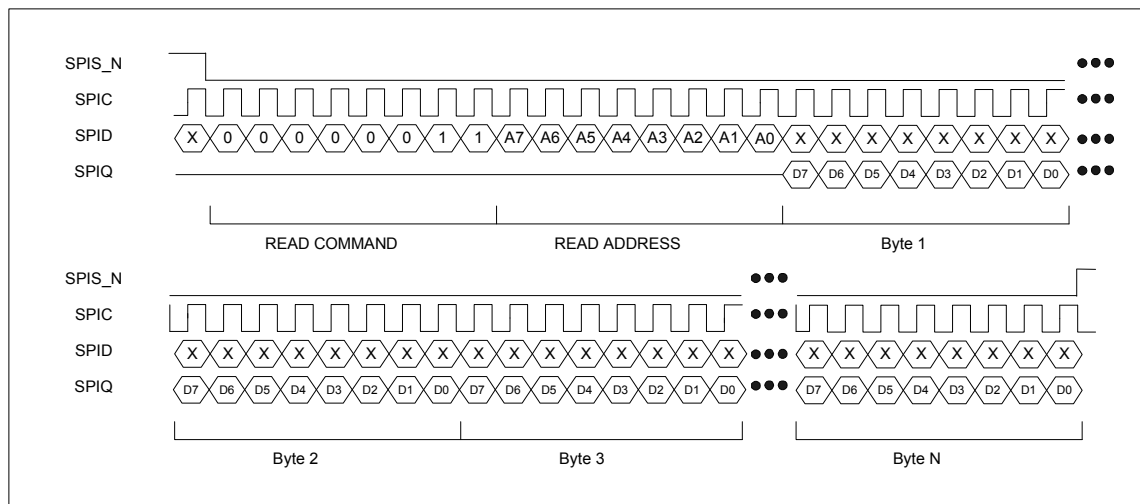 SPIS_N
SPIC
SPID X 0 0 0 0 0 0 1 1 A7 A6 A5 A4 A3 A2 A1 A0 X X X X X X X X
SPIQ D7 D6 D5 D4 D3 D2 D1 D0
READ COMMAND READ ADDRESS Byte 1
SPIS_N
SPIC
SPID X X X X X X X X X X X X X X X X X X X X X X X X
SPIQ D7 D6 D5 D4 D3 D2 D1 D0 D7 D6 D5 D4 D3 D2 D1 D0 D7 D6 D5 D4 D3 D2 D1 D0
Byte 2 Byte 3 Byte N